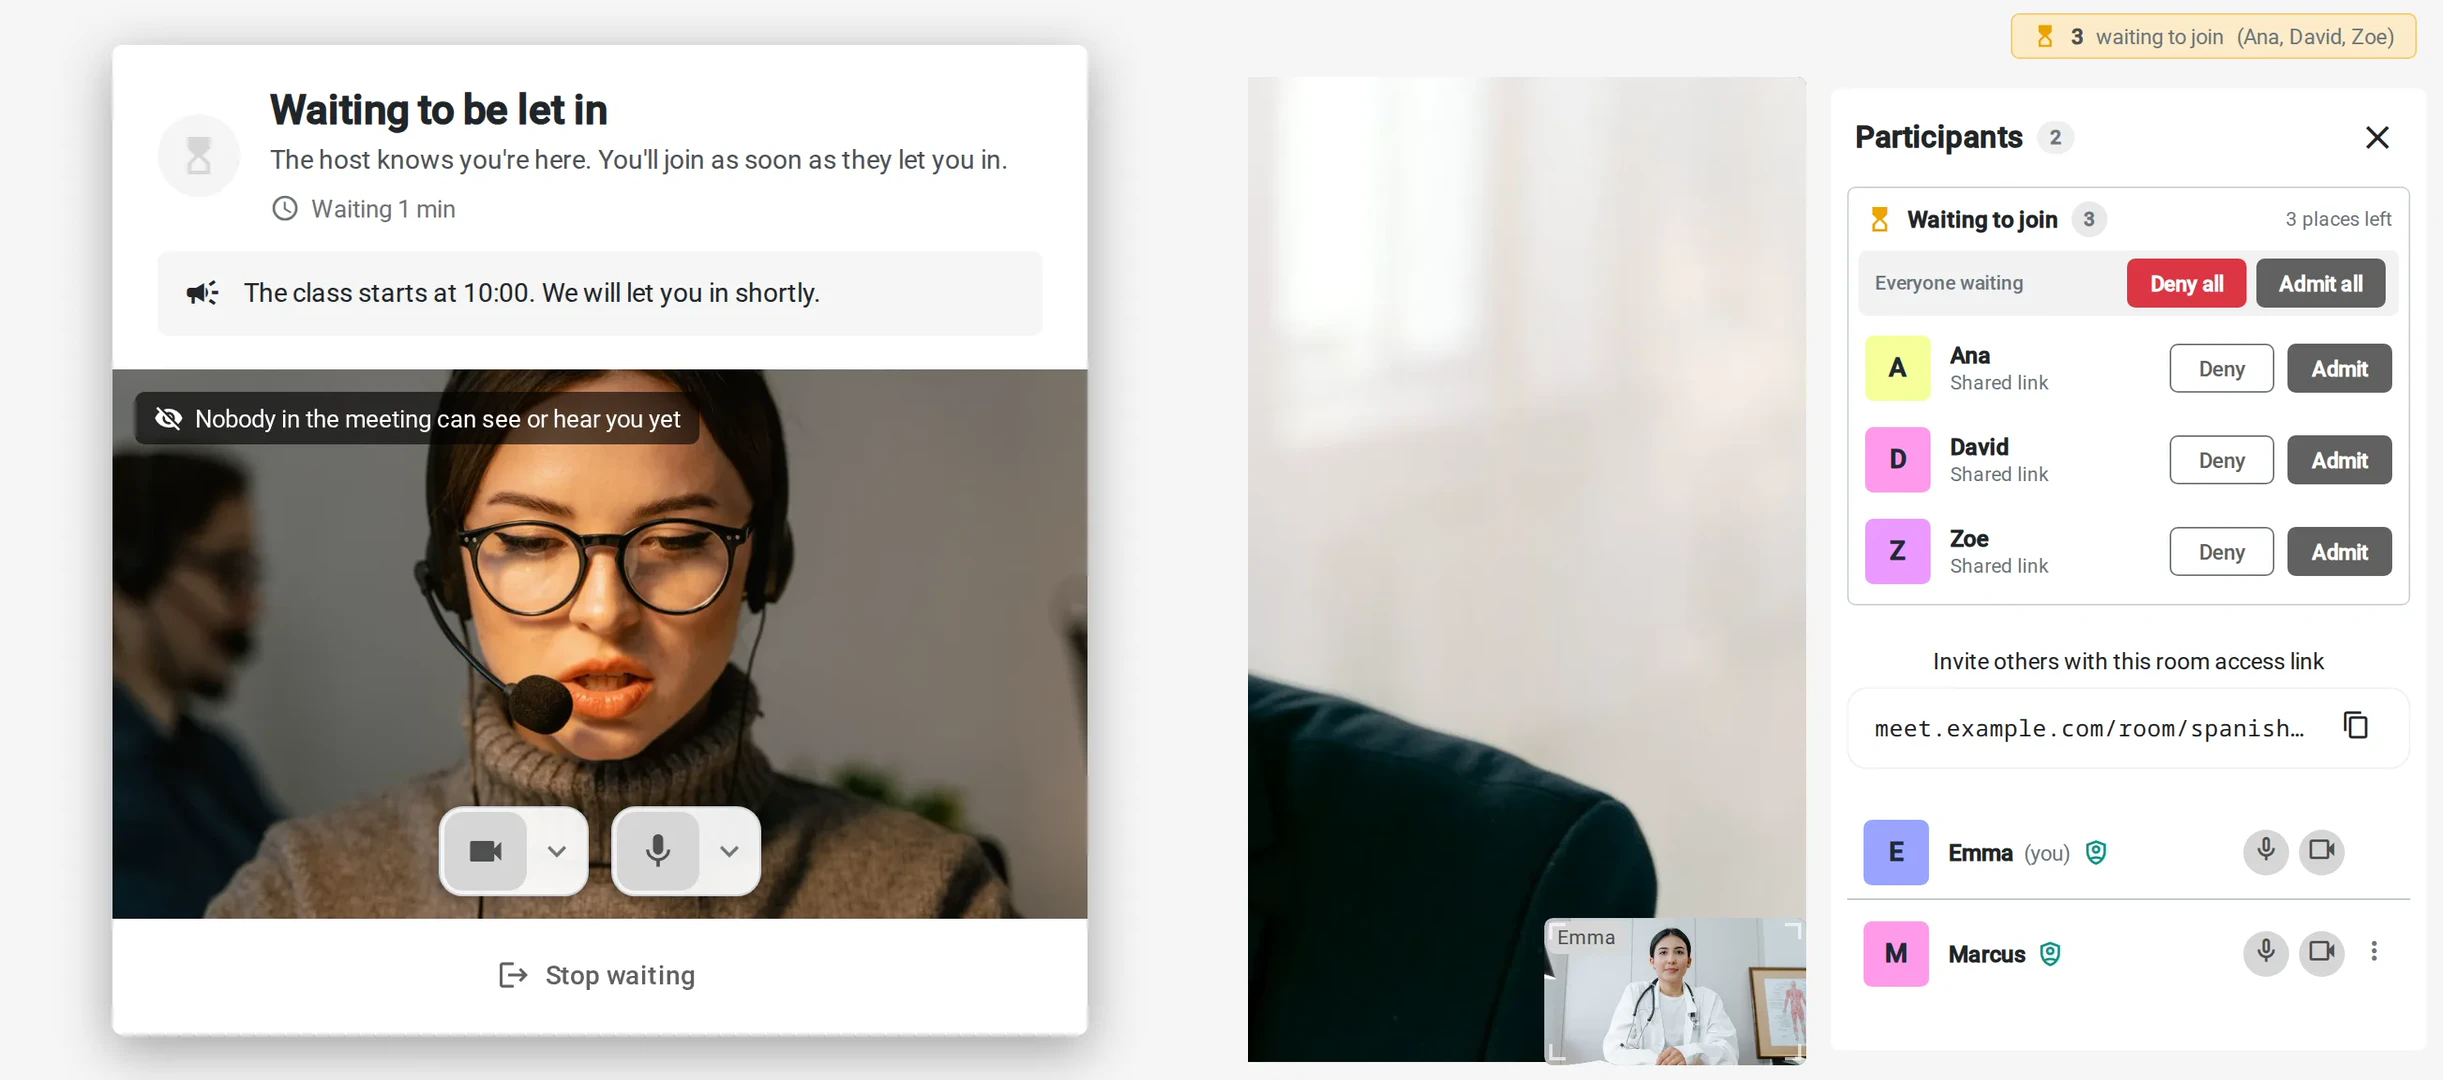 Waiting to be let in
The host knows you're here. You'll join as soon as they let you in.
Waiting 1 min
The class starts at 10:00. We will let you in shortly.
Nobody in the meeting can see or hear you yet
Stop waiting
Emma
3 waiting to join (Ana, David, Zoe)
Participants 2
Waiting to join 3 3 places left
Everyone waiting Deny all Admit all
A Ana Deny Admit
Shared link
D David Deny Admit
Shared link
Z Zoe Deny Admit
Shared link
Invite others with this room access link
meet.example.com/room/spanish…
E Emma (you)
M Marcus